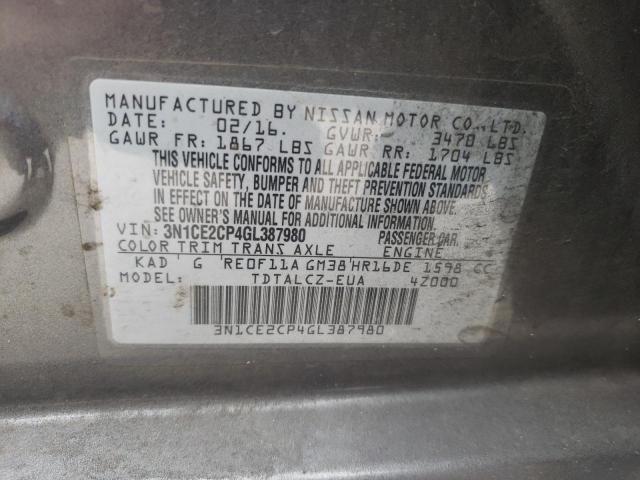 MANUFACTURED BY NISSAN MOTOR CO., LTD.
DATE: 02/16. GVWR: 3470 LBS
GAWR FR: 1867 LBS GAWR RR: 1704 LBS
THIS VEHICLE CONFORMS TO ALL APPLICABLE FEDERAL MOTOR
VEHICLE SAFETY, BUMPER AND THEFT PREVENTION STANDARDS
IN EFFECT ON THE DATE OF MANUFACTURE SHOWN ABOVE.
SEE OWNER'S MANUAL FOR ADDITIONAL INFORMATION.
VIN: 3N1CE2CP4GL387980 PASSENGER CAR.
COLOR TRIM TRANS AXLE ENGINE
KAD G RE0F11A GM38 HR16DE 1598 CC
MODEL: TDTALCZ-EUA 4Z000
3N1CE2CP4GL387980